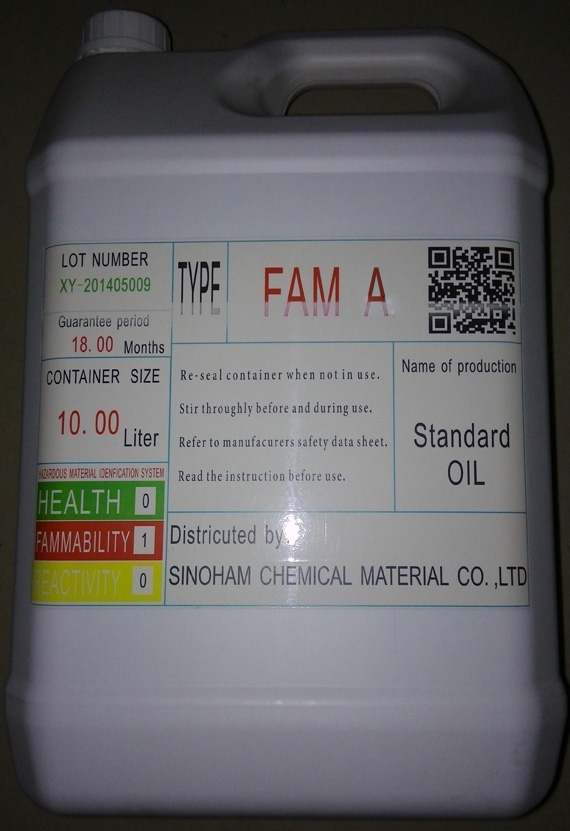 LOT NUMBER
XY-201405009
Guarantee period
18.00 Months
CONTAINER SIZE
10.00 Liter
HAZARDOUS MATERIAL IDENFICATION SYSTEM
HEALTH 0
FAMMABILITY 1
REACTIVITY 0
TYPE
FAM A
Re-seal container when not in use.
Stir throughly before and during use.
Refer to manufacurers safety data sheet.
Read the instruction before use.
Name of production
Standard
OIL
Districuted by
SINOHAM CHEMICAL MATERIAL CO.,LTD